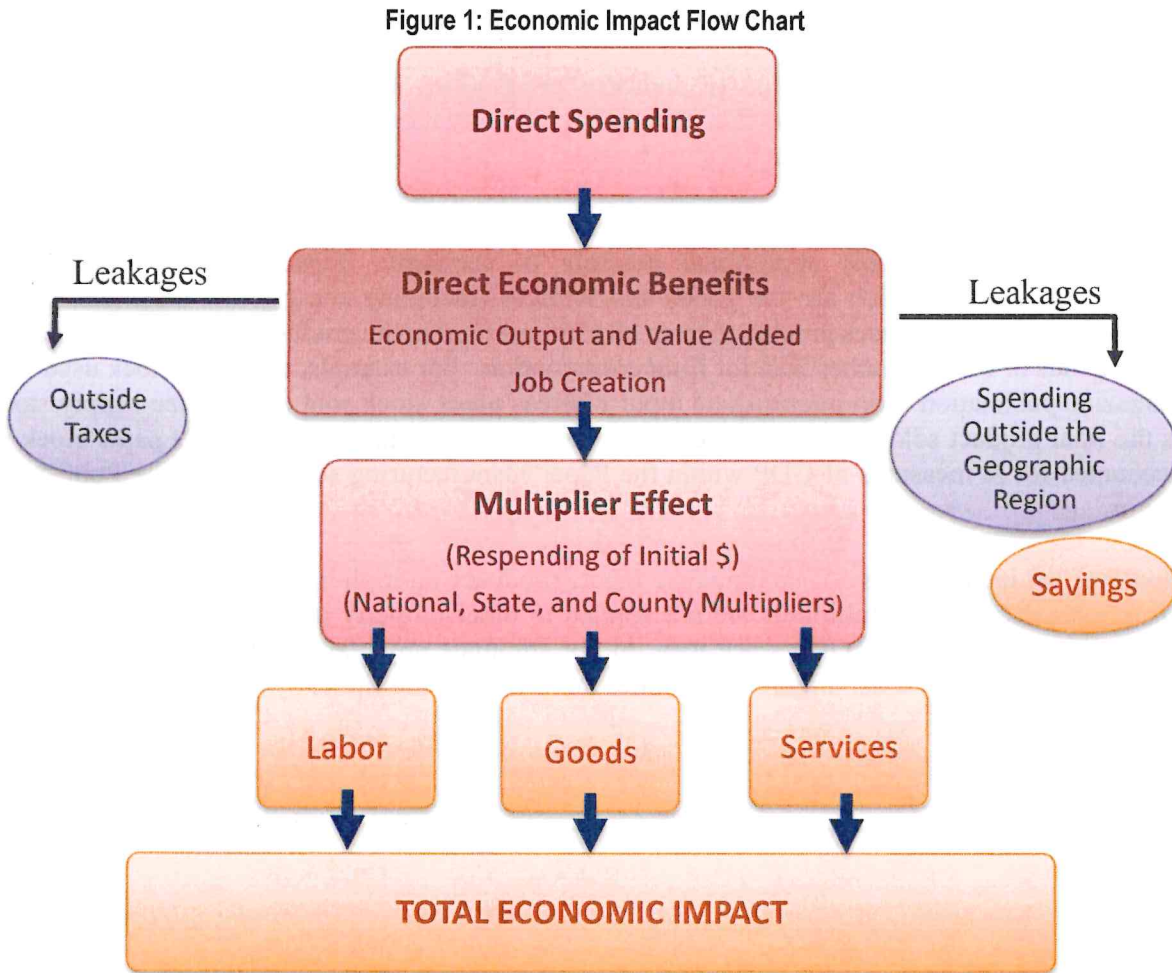 Figure 1: Economic Impact Flow Chart
Direct Spending
Leakages
Direct Economic Benefits
Economic Output and Value Added
Job Creation
Leakages
Outside
Taxes
Spending
Outside the
Geographic
Region
Savings
Multiplier Effect
(Respending of Initial $)
(National, State, and County Multipliers)
Labor
Goods
Services
TOTAL ECONOMIC IMPACT